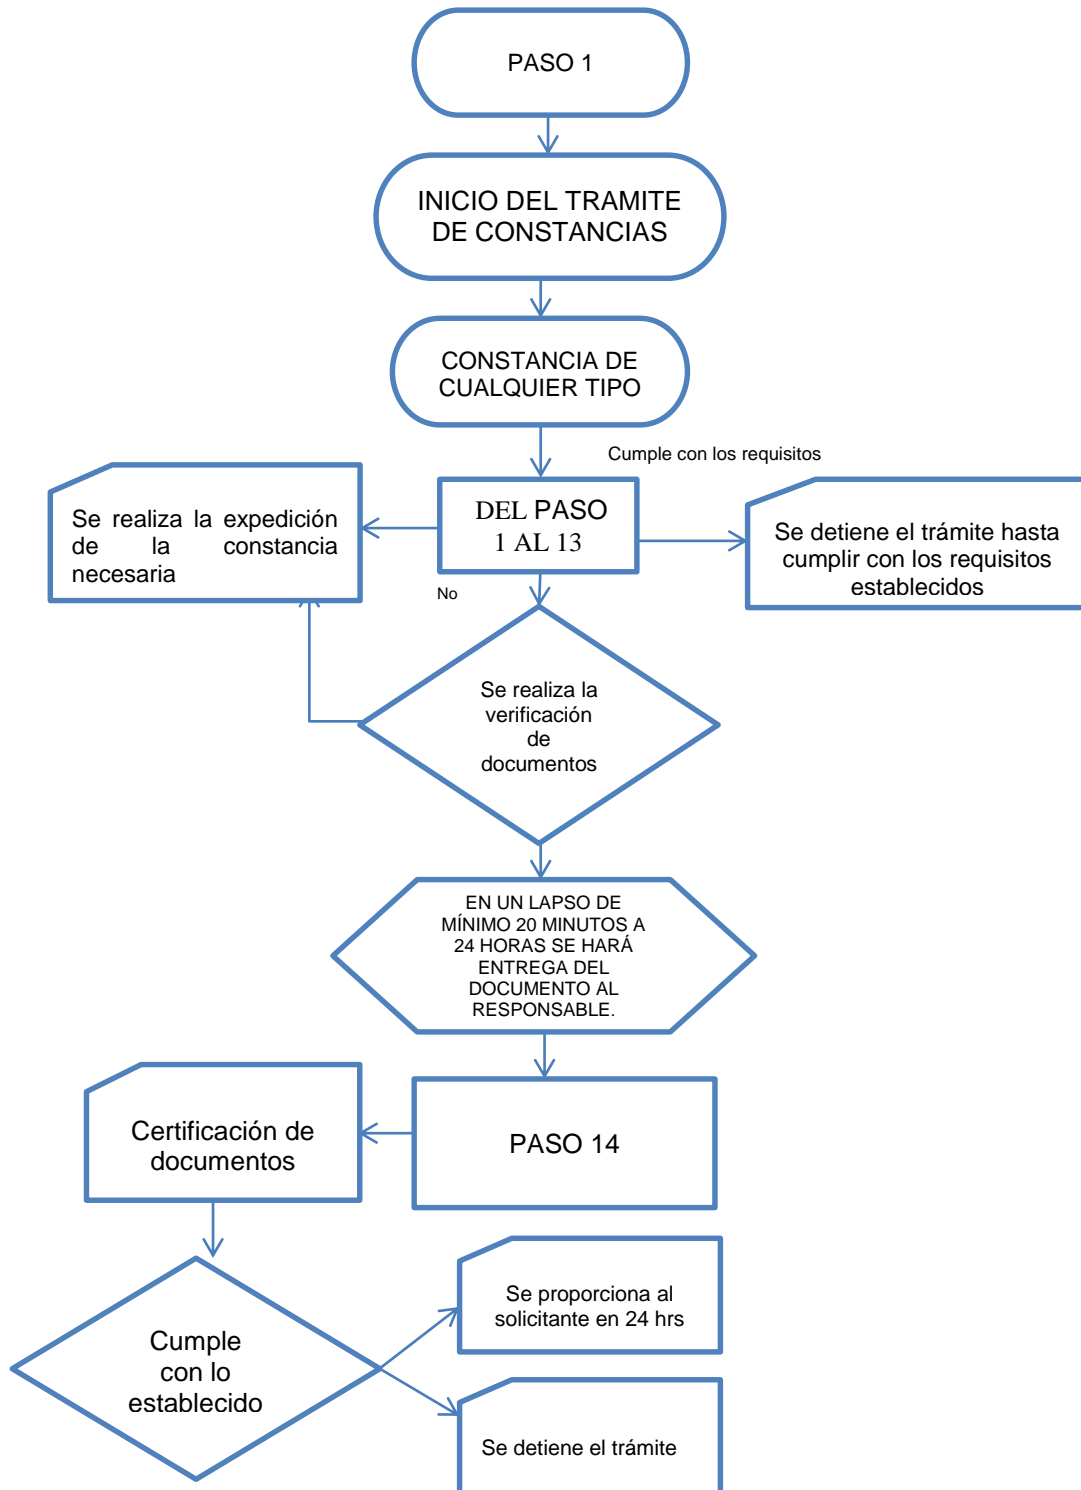 PASO 1
INICIO DEL TRAMITE
DE CONSTANCIAS
CONSTANCIA DE
CUALQUIER TIPO
Cumple con los requisitos
Se realiza la expedición
de la constancia
necesaria
DEL PASO
1 AL 13
Se detiene el trámite hasta
cumplir con los requisitos
establecidos
No
Se realiza la
verificación
de
documentos
EN UN LAPSO DE
MÍNIMO 20 MINUTOS A
24 HORAS SE HARÁ
ENTREGA DEL
DOCUMENTO AL
RESPONSABLE.
Certificación de
documentos
PASO 14
Cumple
con lo
establecido
Se proporciona al
solicitante en 24 hrs
Se detiene el trámite